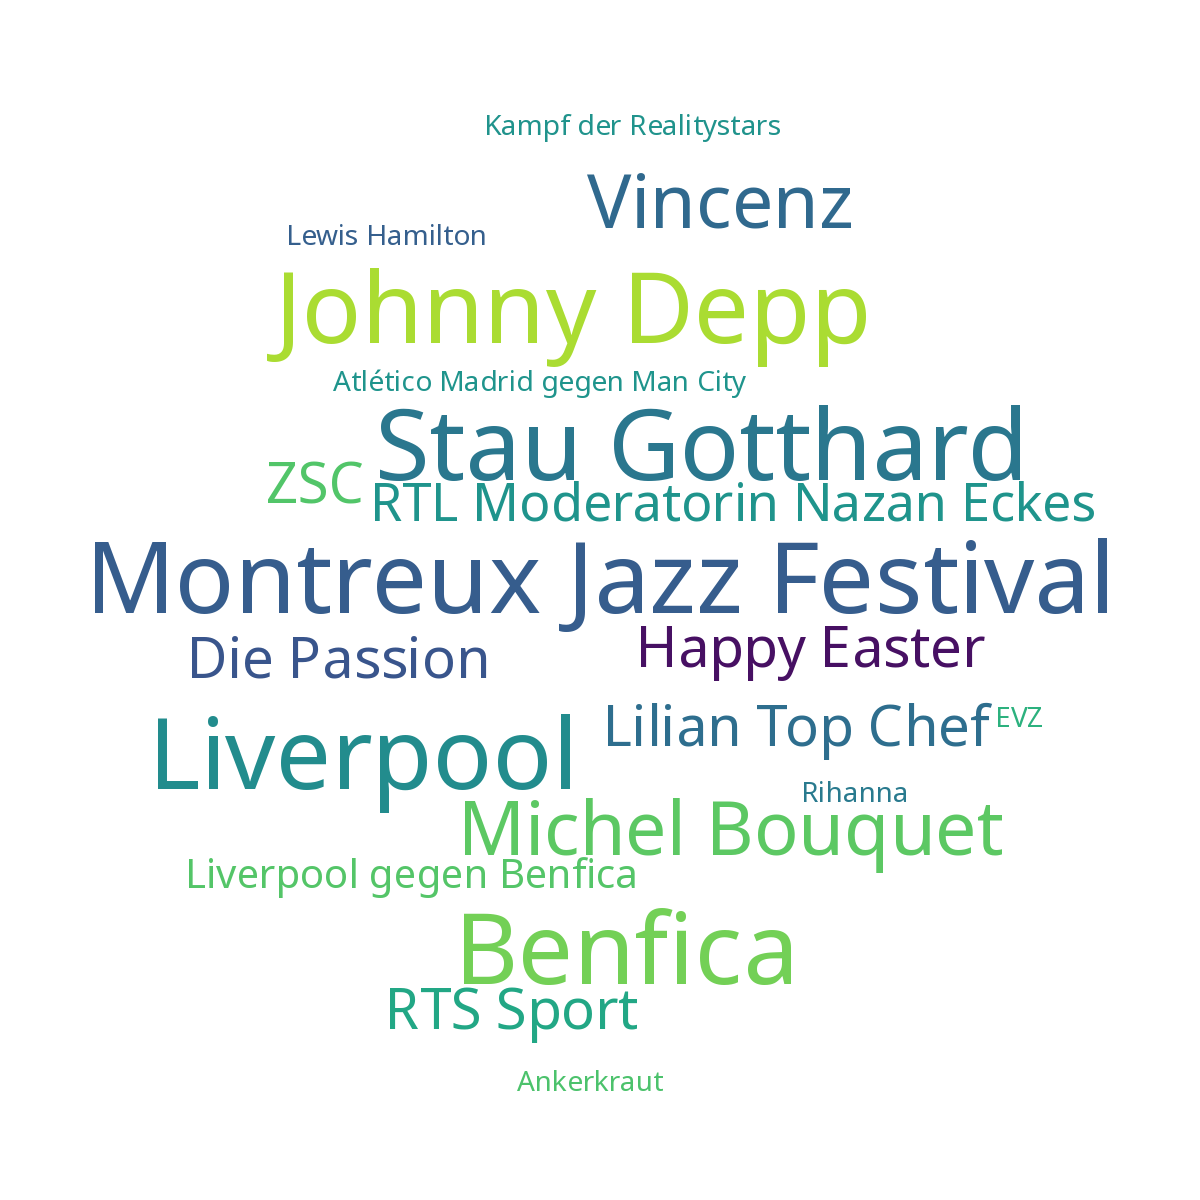 Kampf der Realitystars
Vincenz
Lewis Hamilton
Johnny Depp
Atlético Madrid gegen Man City
Stau Gotthard
ZSC
RTL Moderatorin Nazan Eckes
Montreux Jazz Festival
Die Passion
Happy Easter
Liverpool
Lilian Top Chef
EVZ
Rihanna
Michel Bouquet
Liverpool gegen Benfica
Benfica
RTS Sport
Ankerkraut